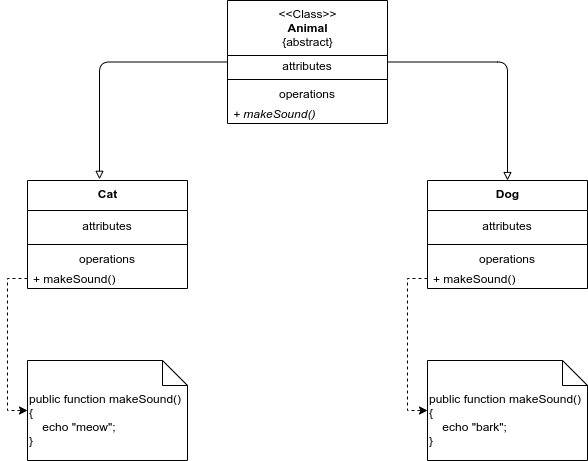 <<Class>>
Animal
{abstract}
attributes
operations
+ makeSound()
Cat
attributes
operations
+ makeSound()
Dog
attributes
operations
+ makeSound()
public function makeSound()
{
echo "meow";
}
public function makeSound()
{
echo "bark";
}